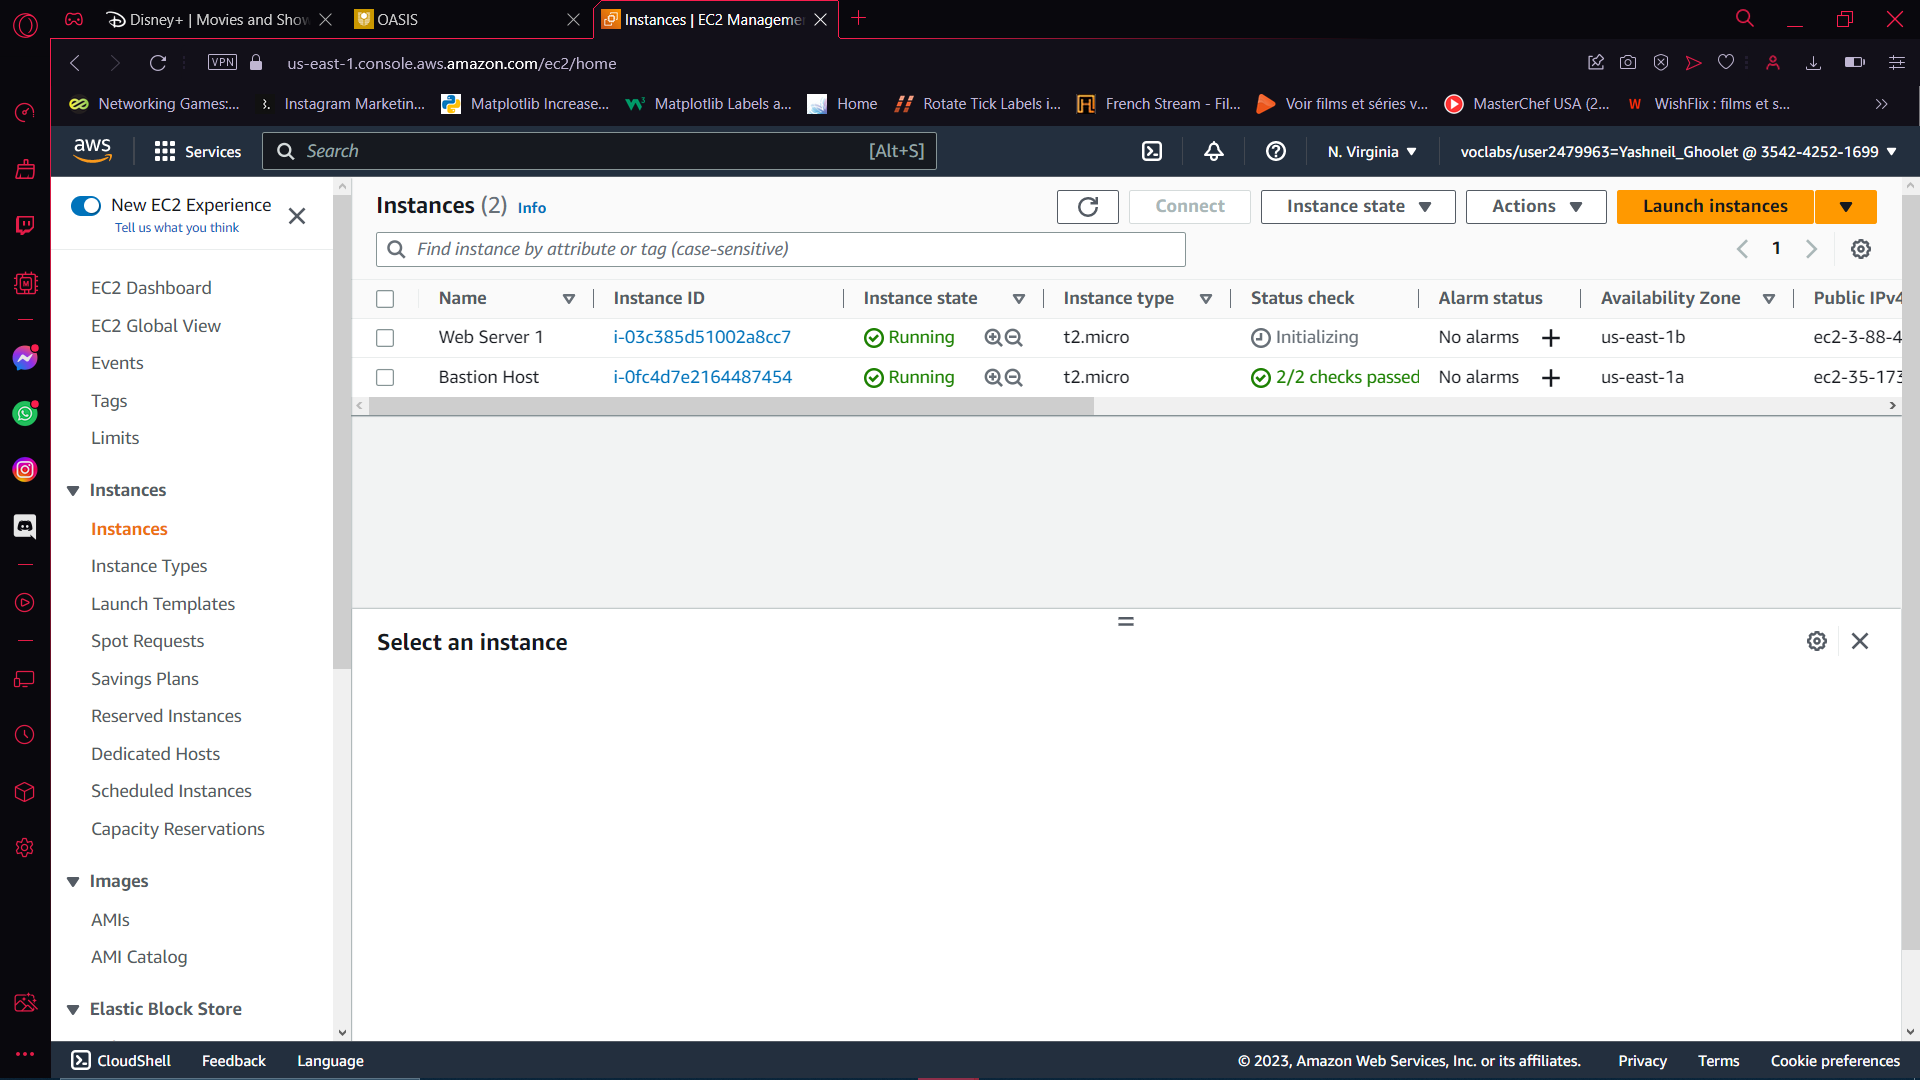 Disney+ | Movies and Show
OASIS
Instances | EC2 Manageme
VPN
us-east-1.console.aws.amazon.com/ec2/home
Networking Games:...
Instagram Marketin...
Matplotlib Increase...
Matplotlib Labels a...
Home
Rotate Tick Labels i...
French Stream - Fil...
Voir films et séries v...
MasterChef USA (2...
WishFlix : films et s...
aws
Services
Search
[Alt+S]
N. Virginia
voclabs/user2479963=Yashneil_Ghoolet @ 3542-4252-1699
New EC2 Experience
Tell us what you think
EC2 Dashboard
EC2 Global View
Events
Tags
Limits
Instances
Instances
Instance Types
Launch Templates
Spot Requests
Savings Plans
Reserved Instances
Dedicated Hosts
Scheduled Instances
Capacity Reservations
Images
AMIs
AMI Catalog
Elastic Block Store
Instances (2) Info
Connect
Instance state
Actions
Launch instances
Find instance by attribute or tag (case-sensitive)
1
Name Instance ID Instance state Instance type Status check Alarm status Availability Zone Public IPv4
Web Server 1 i-03c385d51002a8cc7 Running t2.micro Initializing No alarms us-east-1b ec2-3-88-4
Bastion Host i-0fc4d7e2164487454 Running t2.micro 2/2 checks passed No alarms us-east-1a ec2-35-173
Select an instance
CloudShell
Feedback
Language
© 2023, Amazon Web Services, Inc. or its affiliates.
Privacy
Terms
Cookie preferences